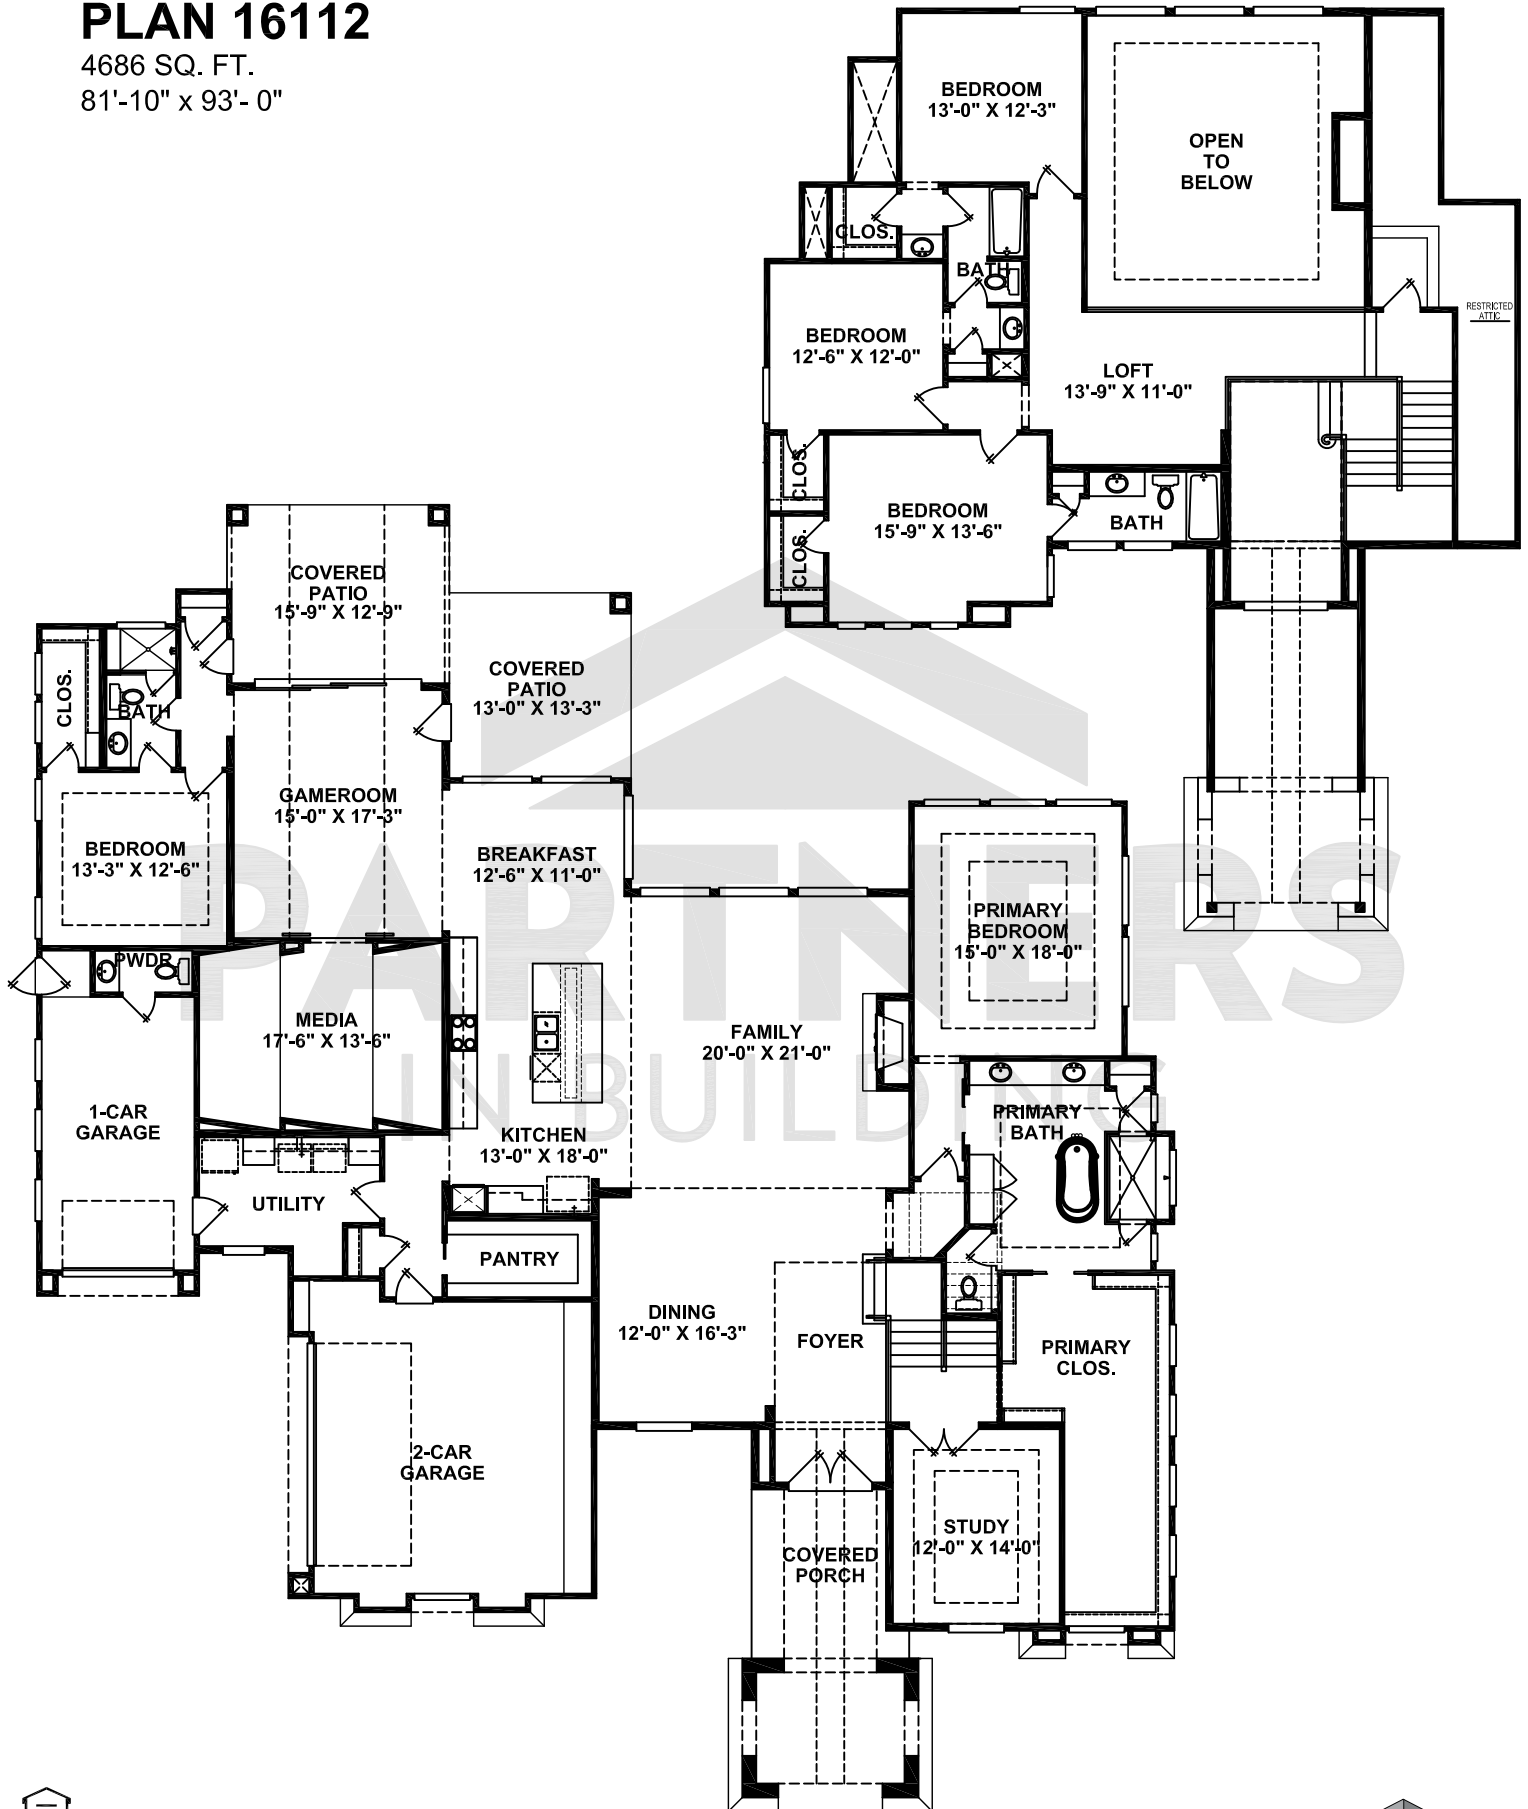 PLAN 16112
4686 SQ. FT.
81'-10" x 93'- 0"
BEDROOM
13'-0" X 12'-3"
OPEN
TO
BELOW
CLOS.
BATH
RESTRICTED
ATTIC
BEDROOM
12'-6" X 12'-0"
LOFT
13'-9" X 11'-0"
CLOS.
BEDROOM
15'-9" X 13'-6"
BATH
CLOS.
COVERED
PATIO
15'-9" X 12'-9"
COVERED
PATIO
13'-0" X 13'-3"
CLOS.
BATH
GAMEROOM
15'-0" X 17'-3"
BEDROOM
13'-3" X 12'-6"
BREAKFAST
12'-6" X 11'-0"
PARTNERS
IN BUILDING
PRIMARY
BEDROOM
15'-0" X 18'-0"
PWDR
MEDIA
17'-6" X 13'-6"
FAMILY
20'-0" X 21'-0"
1-CAR
GARAGE
KITCHEN
13'-0" X 18'-0"
PRIMARY
BATH
UTILITY
PANTRY
DINING
12'-0" X 16'-3"
FOYER
PRIMARY
CLOS.
2-CAR
GARAGE
STUDY
12'-0" X 14'-0"
COVERED
PORCH